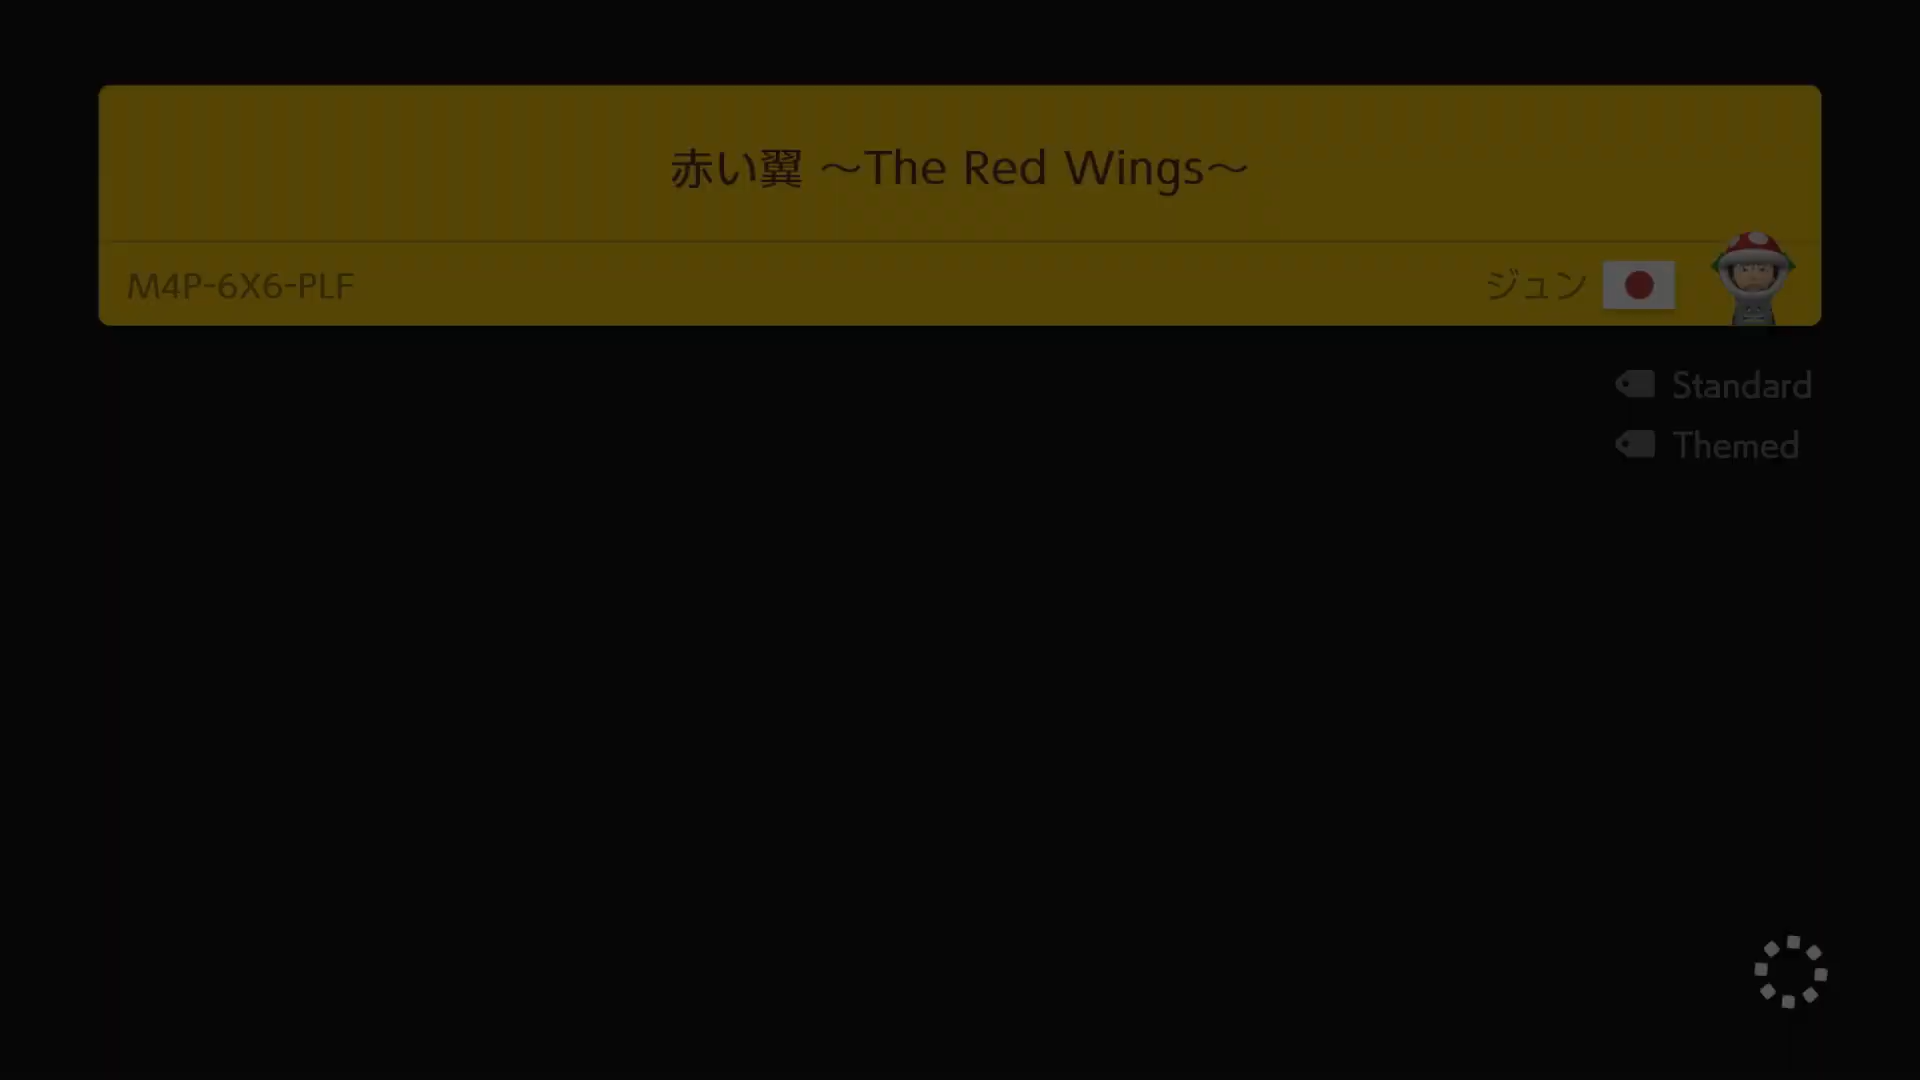 赤い翼 ～The Red Wings～
M4P-6X6-PLF
ジュン
Standard
Themed